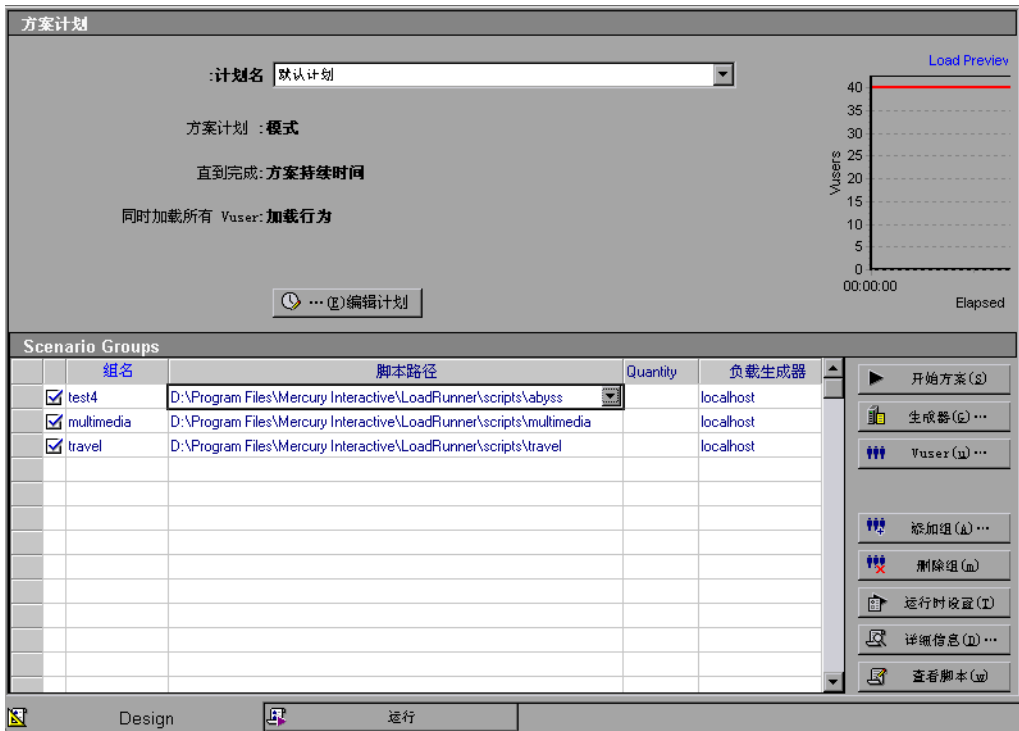 方案计划
:计划名 默认计划
方案计划 :模式
直到完成:方案持续时间
同时加载所有 Vuser:加载行为
…(E)编辑计划
Load Previev
40
35
30
25
20
15
10
5
0
Vusers
00:00:00
Elapsed
Scenario Groups
组名 脚本路径 Quantity 负载生成器
test4 D:\Program Files\Mercury Interactive\LoadRunner\scripts\abyss localhost
multimedia D:\Program Files\Mercury Interactive\LoadRunner\scripts\multimedia localhost
travel D:\Program Files\Mercury Interactive\LoadRunner\scripts\travel localhost
开始方案(S)
生成器(G)…
Vuser(u)…
添加组(A)…
删除组(m)
运行时设置(T)
详细信息(D)…
查看脚本(w)
Design 运行